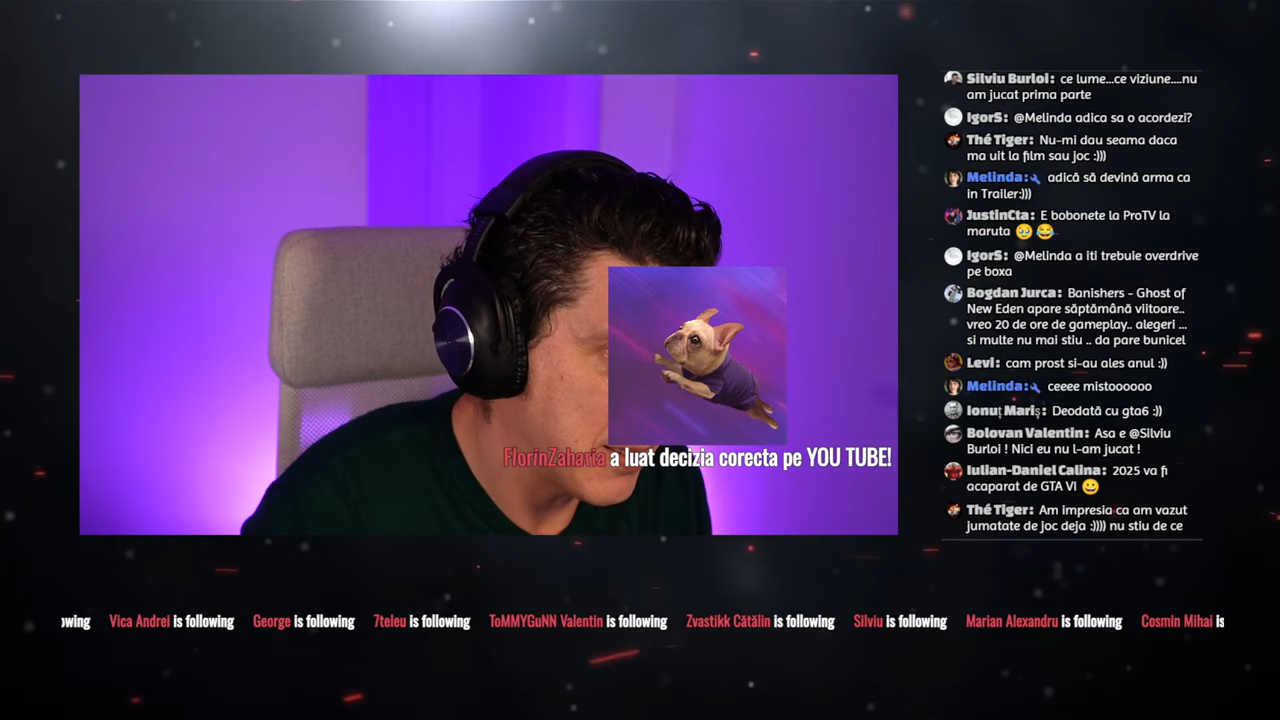 Silviu Burloi: ce lume...ce viziune....nu
am jucat prima parte
IgorS: @Melinda adica sa o acordezi?
Thé Tiger: Nu-mi dau seama daca
ma uit la film sau joc :)))
Melinda: adică să devină arma ca
in Trailer:)))
JustinCta: E bobonete la ProTV la
maruta 🥹 😂
IgorS: @Melinda a iti trebuie overdrive
pe boxa
Bogdan Jurca: Banishers - Ghost of
New Eden apare săptămână viitoare..
vreo 20 de ore de gameplay.. alegeri ...
si multe nu mai stiu .. da pare bunicel
Levi: cam prost si-au ales anul :))
Melinda: ceeee mistoooooo
Ionuț Mariș: Deodată cu gta6 :))
Bolovan Valentin: Asa e @Silviu
Burloi ! Nici eu nu l-am jucat !
Iulian-Daniel Calina: 2025 va fi
acaparat de GTA VI 😀
Thé Tiger: Am impresia ca am vazut
jumatate de joc deja :)))) nu stiu de ce
FlorinZaharia a luat decizia corecta pe YOU TUBE!
owing Vica Andrei is following George is following 7teleu is following ToMMYGuNN Valentin is following Zvastikk Cătălin is following Silviu is following Marian Alexandru is following Cosmin Mihai is